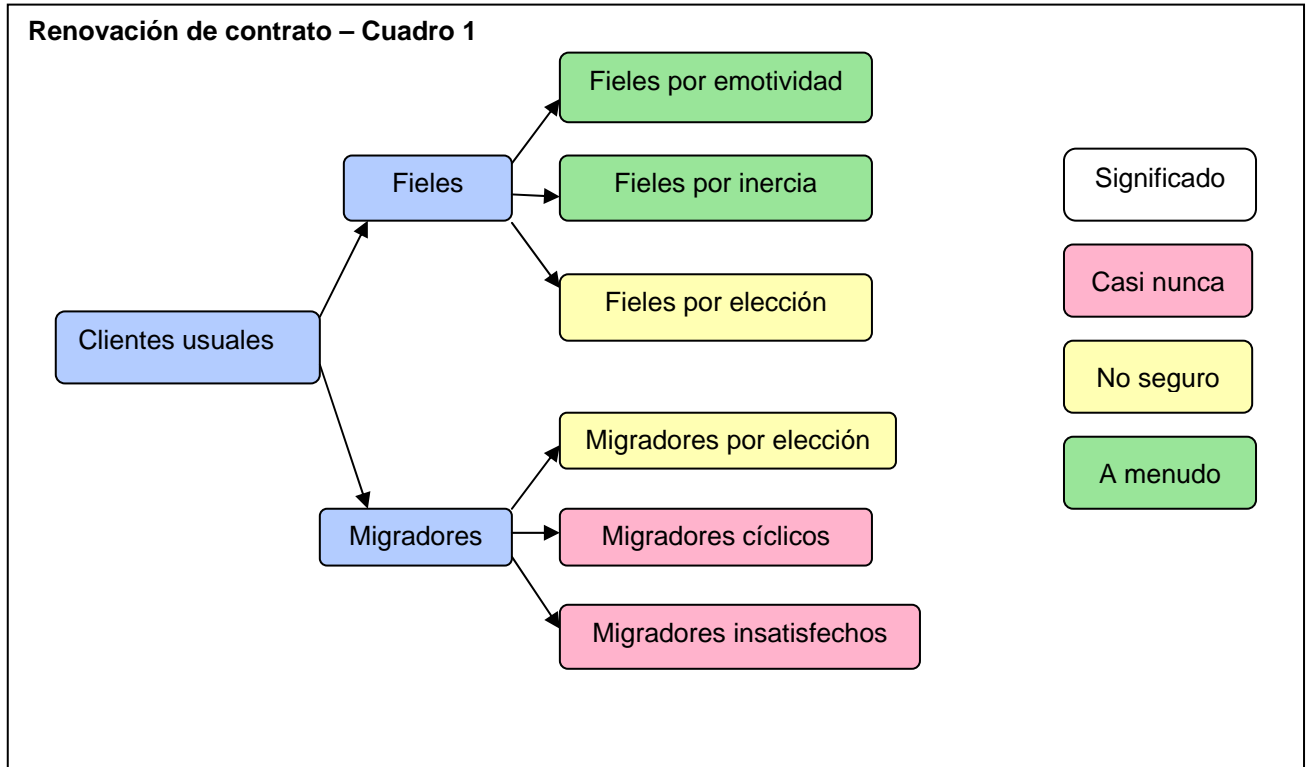 Renovación de contrato – Cuadro 1
Fieles por emotividad
Fieles
Fieles por inercia
Fieles por elección
Clientes usuales
Migradores por elección
Migradores
Migradores cíclicos
Migradores insatisfechos
Significado
Casi nunca
No seguro
A menudo